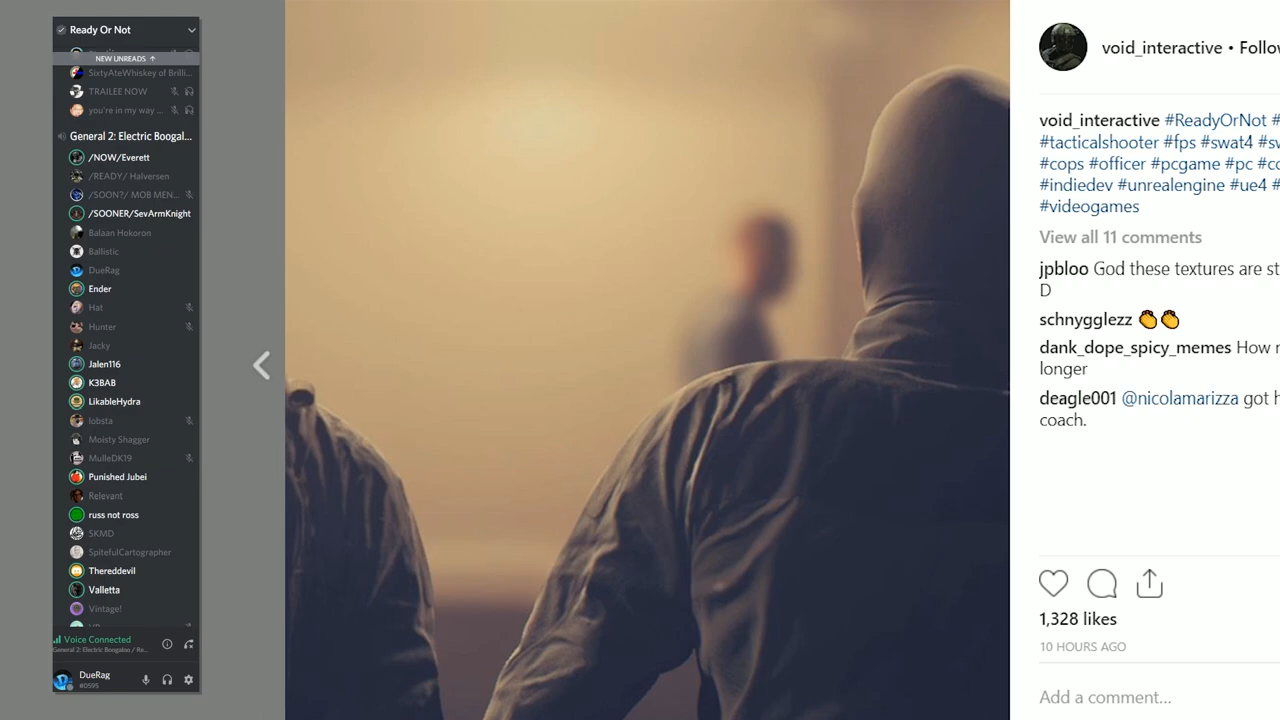 Ready Or Not
NEW UNREADS ↑
SixtyAteWhiskey of Brilli...
TRAILEE NOW
you're in my way ...
General 2: Electric Boogal...
/NOW/Everett
/READY/ Halversen
/SOON?/ MOB MEN...
/SOONER/SevArmKnight
Balaan Hokoron
Ballistic
DueRag
Ender
Hat
Hunter
Jacky
Jalen116
K3BAB
LikableHydra
lobsta
Moisty Shagger
MulleDK19
Punished Jubei
Relevant
russ not ross
SKMD
SpitefulCartographer
Thereddevil
Valletta
Vintage!
Voice Connected
General 2: Electric Boogaloo / Re...
DueRag
#0595
void_interactive • Follow
void_interactive #ReadyOrNot #
#tacticalshooter #fps #swat4 #sw
#cops #officer #pcgame #pc #co
#indiedev #unrealengine #ue4 #
#videogames
View all 11 comments
jpbloo God these textures are st
D
schnygglezz 👏👏
dank_dope_spicy_memes How m
longer
deagle001 @nicolamarizza got h
coach.
1,328 likes
10 HOURS AGO
Add a comment...